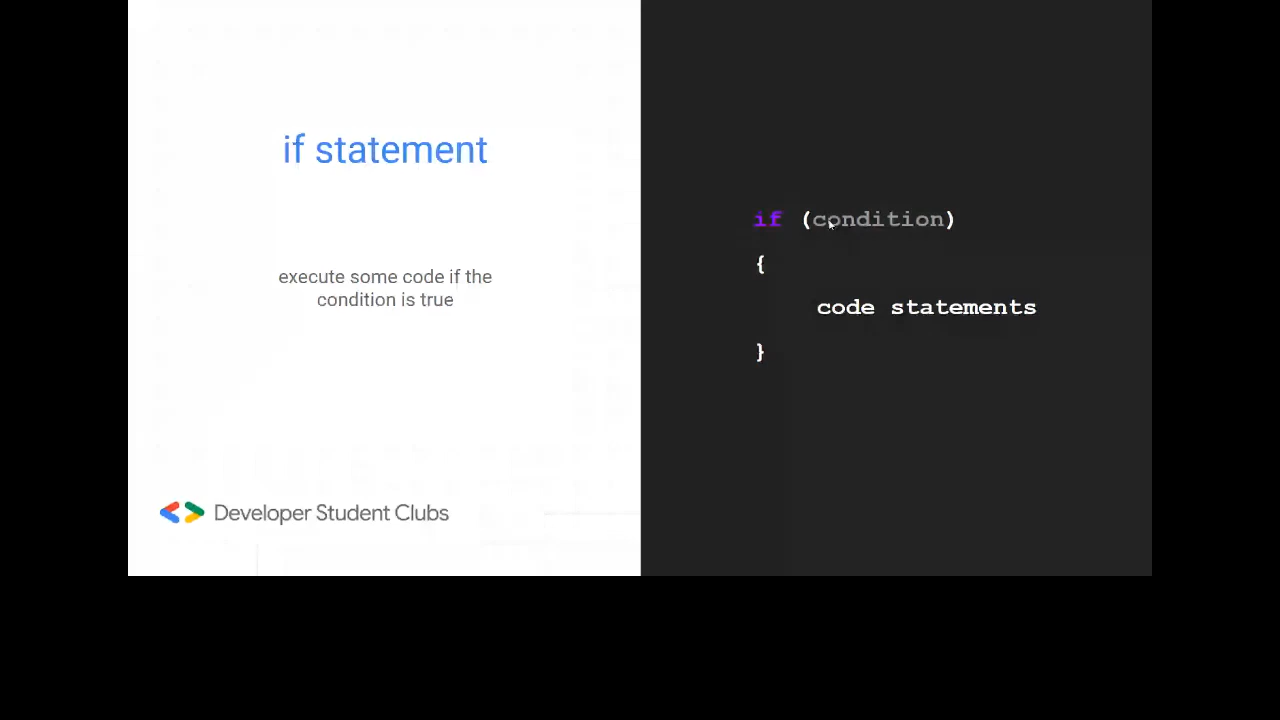 if statement
execute some code if the
condition is true
Developer Student Clubs
if (condition)
{
code statements
}